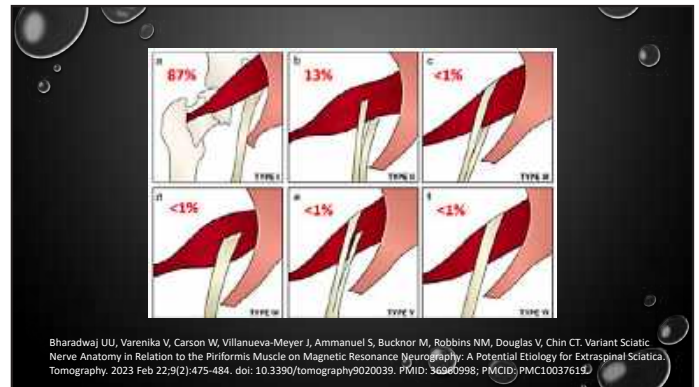 a
87%
TYPE I
b
13%
TYPE II
c
<1%
TYPE III
d
<1%
TYPE IV
e
<1%
TYPE V
f
<1%
TYPE VI
Bharadwaj UU, Varenika V, Carson W, Villanueva-Meyer J, Ammanuel S, Bucknor M, Robbins NM, Douglas V, Chin CT. Variant Sciatic
Nerve Anatomy in Relation to the Piriformis Muscle on Magnetic Resonance Neurography: A Potential Etiology for Extraspinal Sciatica.
Tomography. 2023 Feb 22;9(2):475-484. doi: 10.3390/tomography9020039. PMID: 36960998; PMCID: PMC10037619.